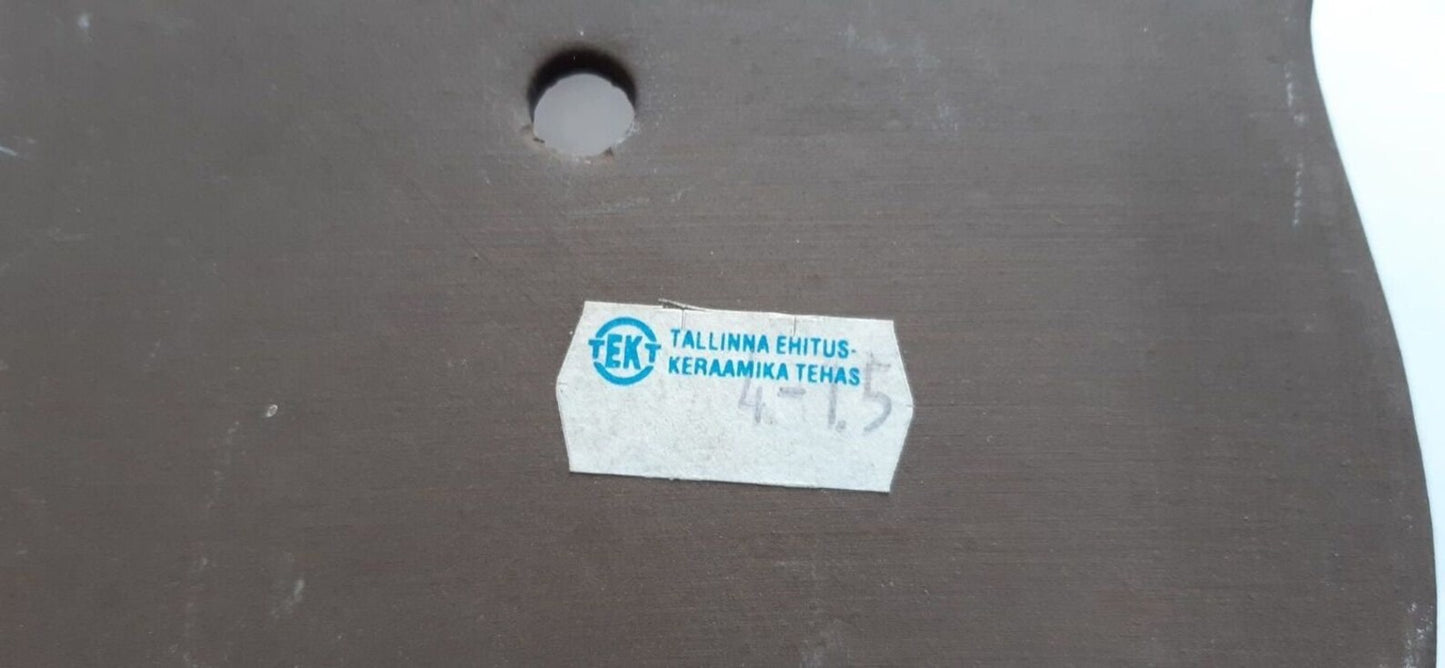 TEKT
TALLINNA EHITUS-
KERAAMIKA TEHAS
4.-1.5